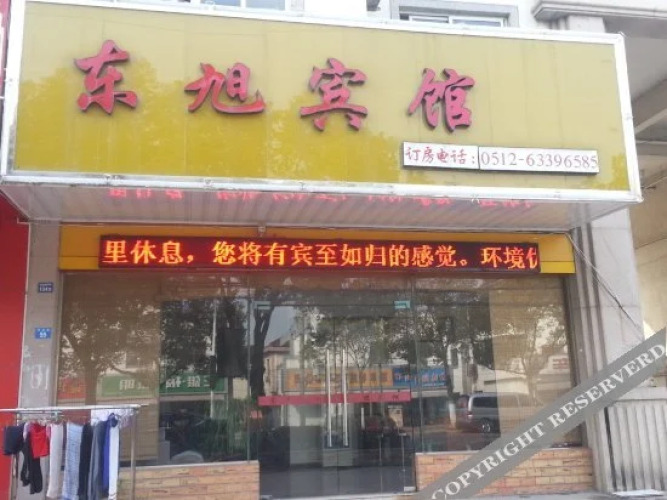 东旭宾馆
订房电话：0512-63396585
里休息，您将有宾至如归的感觉。环境优
COPYRIGHT RESERVERD